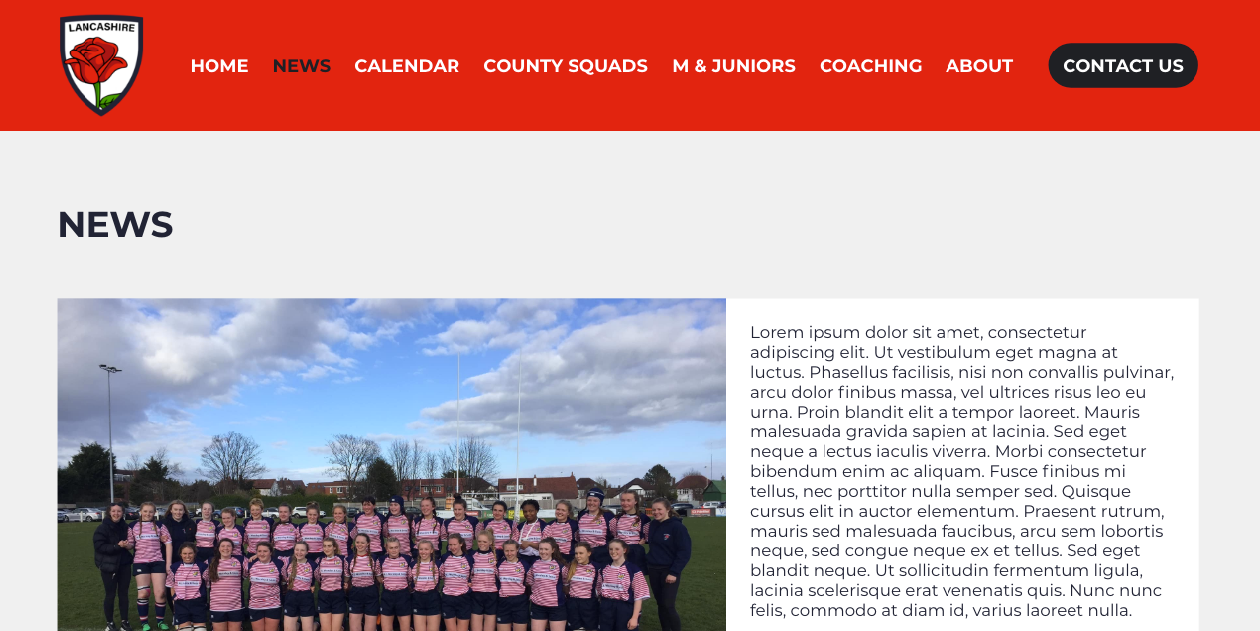 LANCASHIRE
HOME NEWS CALENDAR COUNTY SQUADS M & JUNIORS COACHING ABOUT CONTACT US
NEWS
Lorem ipsum dolor sit amet, consectetur
adipiscing elit. Ut vestibulum eget magna at
luctus. Phasellus facilisis, nisi non convallis pulvinar,
arcu dolor finibus massa, vel ultrices risus leo eu
urna. Proin blandit elit a tempor laoreet. Mauris
malesuada gravida sapien at lacinia. Sed eget
neque a lectus iaculis viverra. Morbi consectetur
bibendum enim ac aliquam. Fusce finibus mi
tellus, nec porttitor nulla semper sed. Quisque
cursus elit in auctor elementum. Praesent rutrum,
mauris sed malesuada faucibus, arcu sem lobortis
neque, sed congue neque ex et tellus. Sed eget
blandit neque. Ut sollicitudin fermentum ligula,
lacinia scelerisque erat venenatis quis. Nunc nunc
felis, commodo at diam id, varius laoreet nulla.